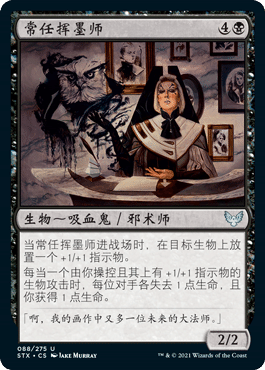 常任挥墨师 4
生物～吸血鬼／邪术师
当常任挥墨师进战场时，在目标生物上放
置一个 +1/+1 指示物。
每当一个由你操控且其上有 +1/+1 指示物的
生物攻击时，每位对手各失去 1 点生命，且
你获得 1 点生命。
「啊，我的画作中又多一位未来的大法师。」
2/2
088/275 U
STX • CS JAKE MURRAY
™ & © 2021 Wizards of the Coast